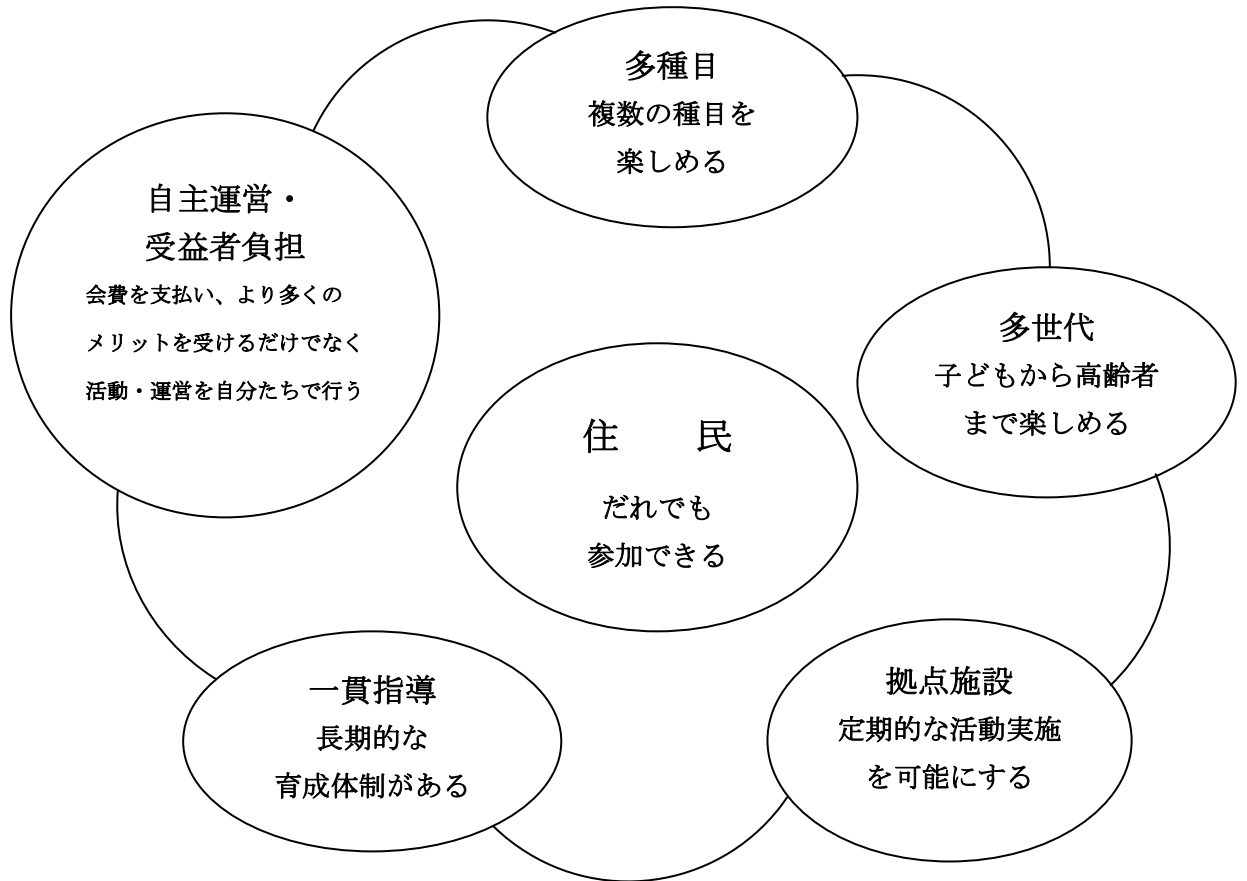 多種目
複数の種目を
楽しめる
自主運営・
受益者負担
会費を支払い、より多くの
メリットを受けるだけでなく
活動・運営を自分たちで行う
多世代
子どもから高齢者
まで楽しめる
住　　民
だれでも
参加できる
一貫指導
長期的な
育成体制がある
拠点施設
定期的な活動実施
を可能にする